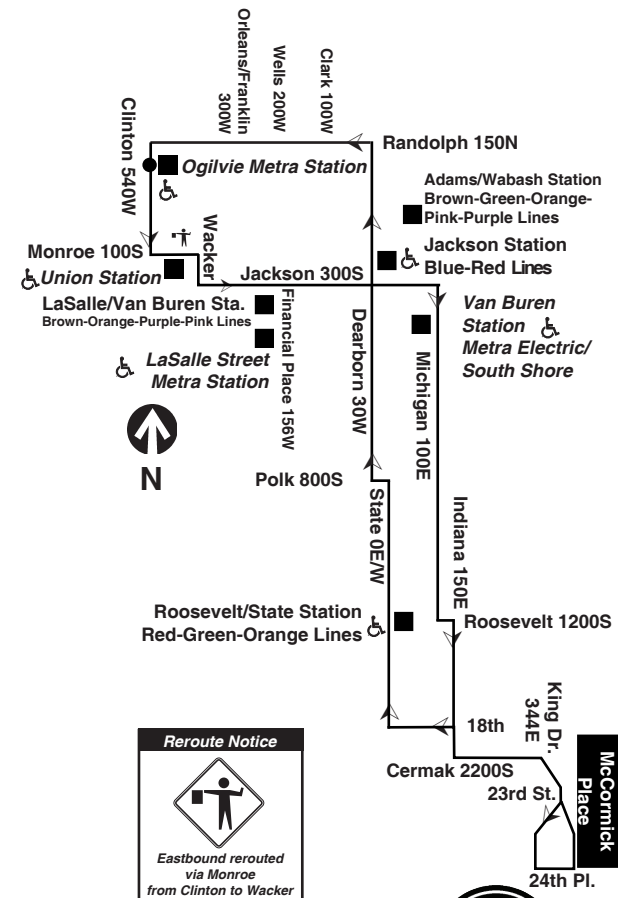 Orleans/Franklin
300W
Wells 200W
Clark 100W
Clinton 540W
Randolph 150N
Ogilvie Metra Station
Adams/Wabash Station
Brown-Green-Orange-
Pink-Purple Lines
Wacker
Monroe 100S
Union Station
Jackson 300S
Jackson Station
Blue-Red Lines
LaSalle/Van Buren Sta.
Brown-Orange-Purple-Pink Lines
Financial Place 156W
LaSalle Street
Metra Station
Dearborn 30W
Michigan 100E
Van Buren
Station
Metra Electric/
South Shore
N
Polk 800S
State 0E/W
Indiana 150E
Roosevelt/State Station
Red-Green-Orange Lines
Roosevelt 1200S
18th
King Dr.
344E
Cermak 2200S
23rd St.
McCormick
Place
24th Pl.
Reroute Notice
Eastbound rerouted
via Monroe
from Clinton to Wacker